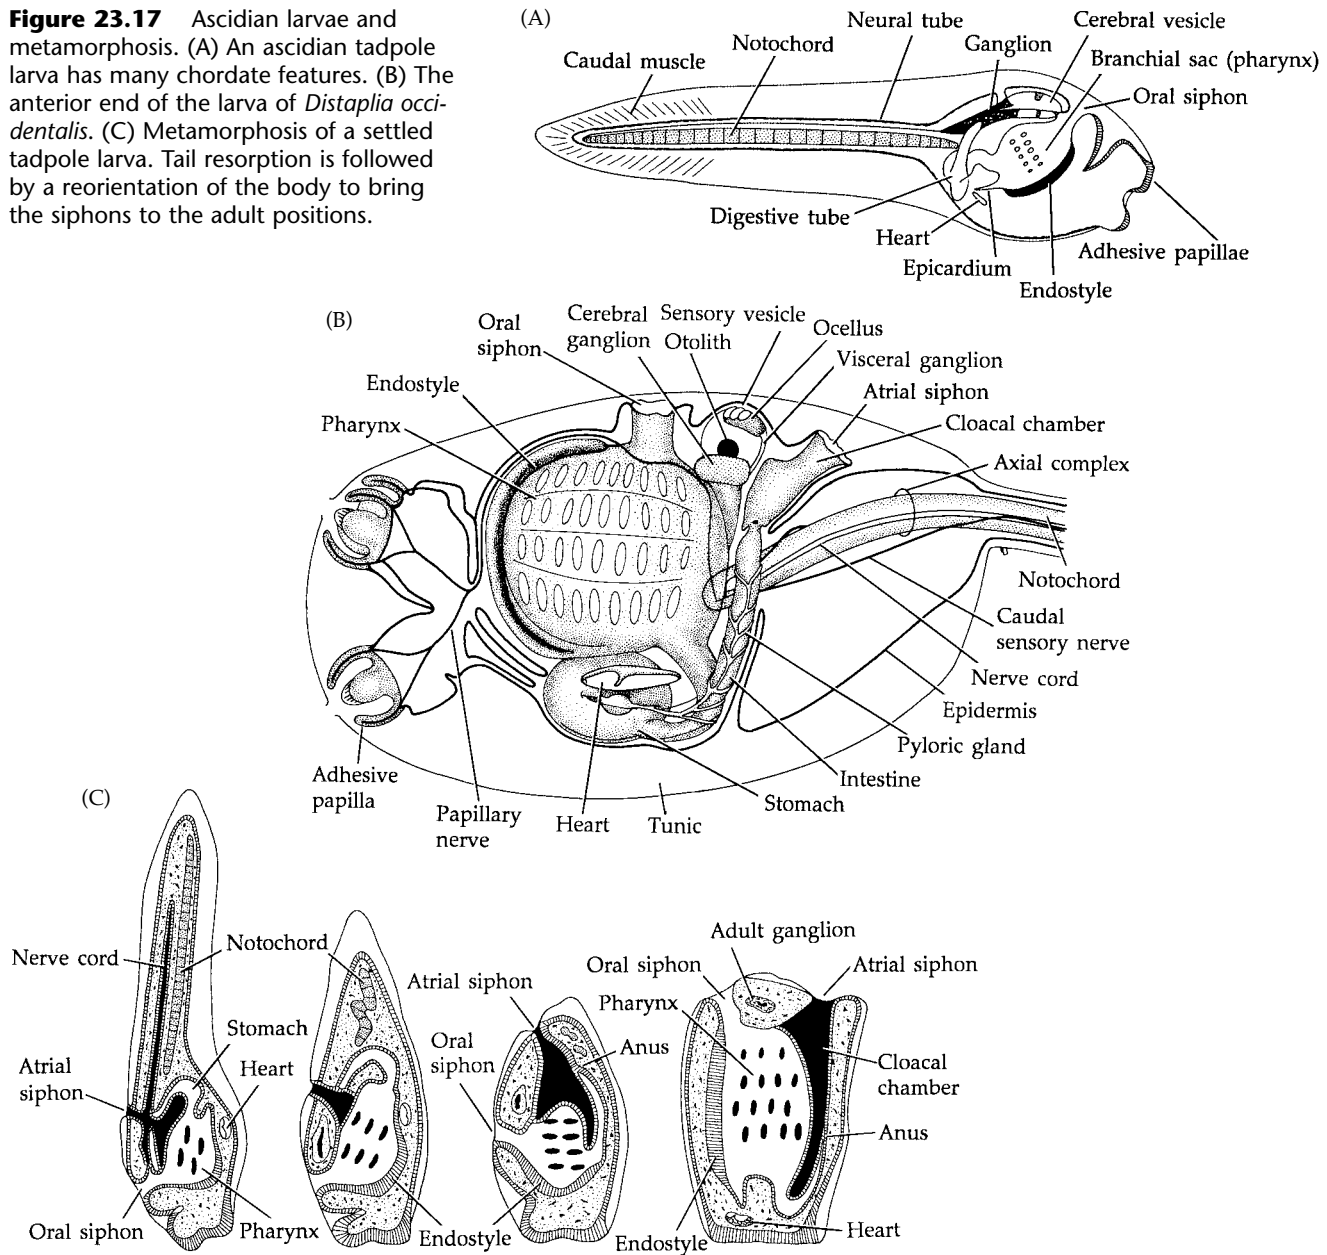 Figure 23.17 Ascidian larvae and
metamorphosis. (A) An ascidian tadpole
larva has many chordate features. (B) The
anterior end of the larva of Distaplia occi-
dentalis. (C) Metamorphosis of a settled
tadpole larva. Tail resorption is followed
by a reorientation of the body to bring
the siphons to the adult positions.
(A)
Neural tube
Cerebral vesicle
Notochord
Ganglion
Caudal muscle
Branchial sac (pharynx)
Oral siphon
Digestive tube
Heart
Epicardium
Endostyle
Adhesive papillae
(B)
Oral
siphon
Cerebral
ganglion
Sensory vesicle
Otolith
Ocellus
Visceral ganglion
Atrial siphon
Cloacal chamber
Axial complex
Endostyle
Pharynx
Notochord
Caudal
sensory nerve
Nerve cord
Epidermis
Pyloric gland
Intestine
Stomach
Adhesive
papilla
Papillary
nerve
Heart
Tunic
(C)
Nerve cord
Notochord
Stomach
Heart
Atrial
siphon
Oral siphon
Pharynx
Atrial siphon
Oral
siphon
Anus
Endostyle
Adult ganglion
Oral siphon
Atrial siphon
Pharynx
Cloacal
chamber
Anus
Endostyle
Heart